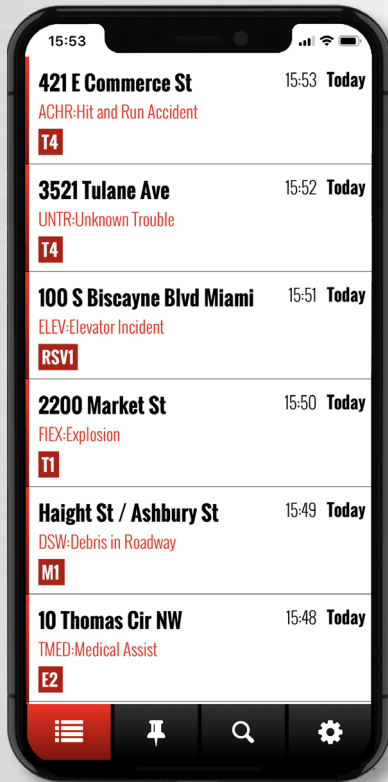 15:53
421 E Commerce St 15:53 Today
ACHR:Hit and Run Accident
T4
3521 Tulane Ave 15:52 Today
UNTR:Unknown Trouble
T4
100 S Biscayne Blvd Miami 15:51 Today
ELEV:Elevator Incident
RSV1
2200 Market St 15:50 Today
FIEX:Explosion
T1
Haight St / Ashbury St 15:49 Today
DSW:Debris in Roadway
M1
10 Thomas Cir NW 15:48 Today
TMED:Medical Assist
E2